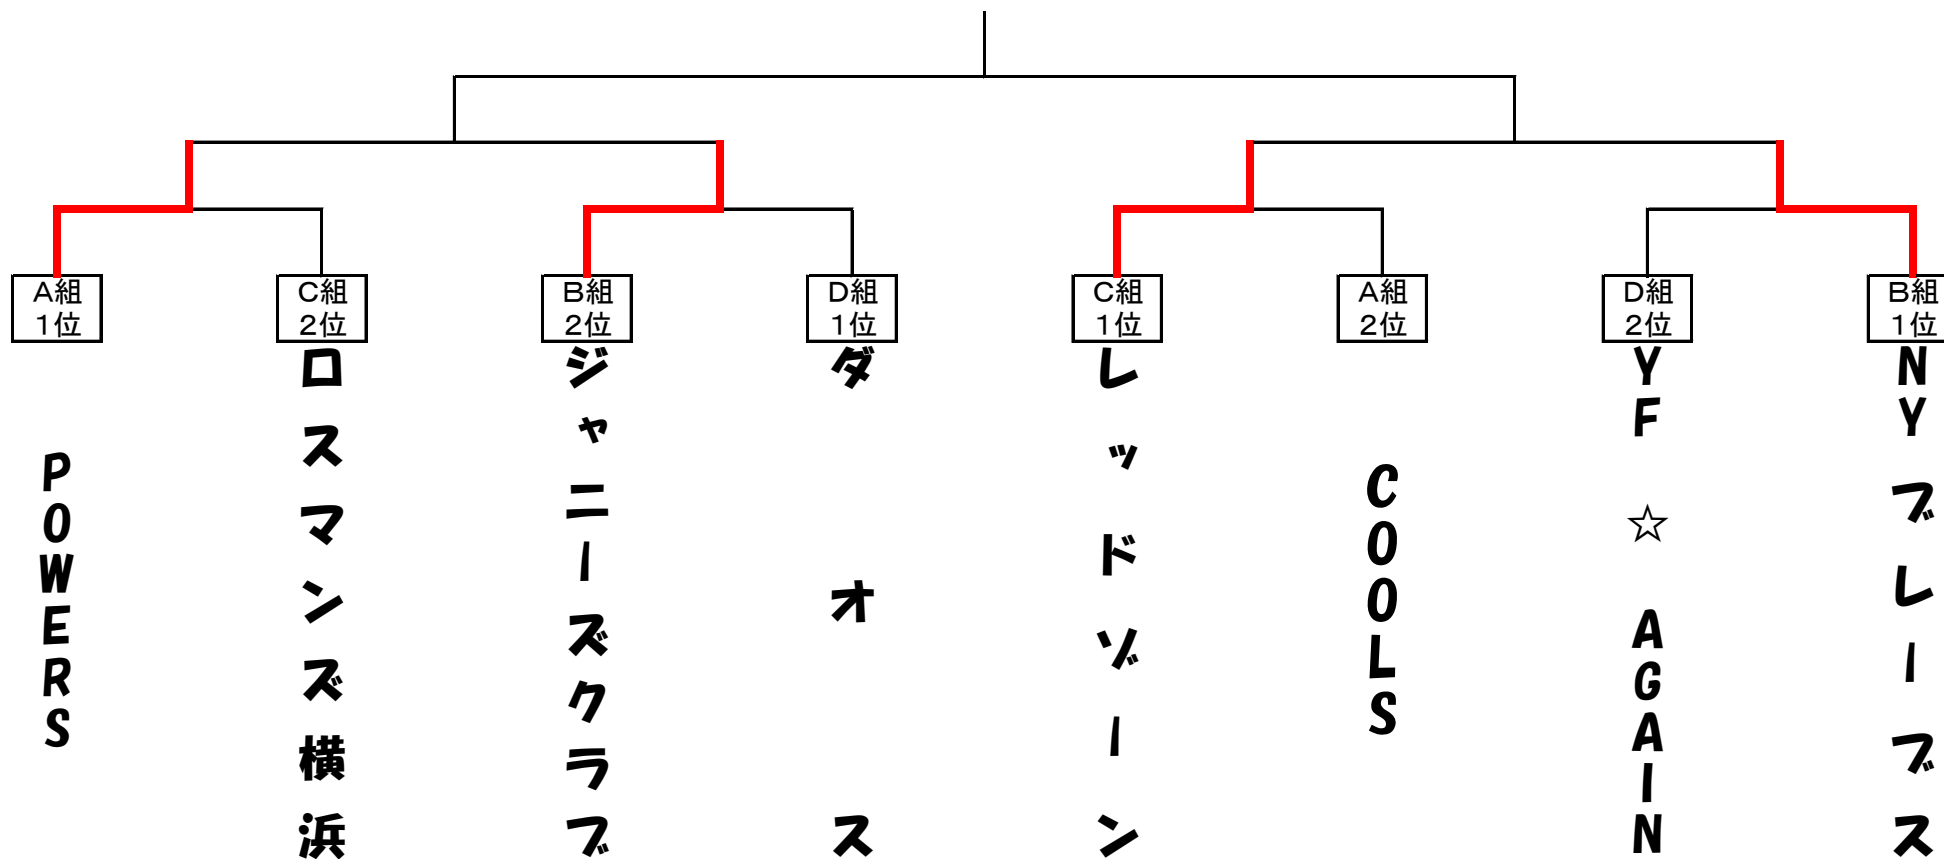 A組
1位
POWERS
C組
2位
ロスマンズ横浜
B組
2位
ジャニーズクラブ
D組
1位
ダオス
C組
1位
レッドゾーン
A組
2位
COOLS
D組
2位
YF ☆ AGAIN
B組
1位
NYブレーブス